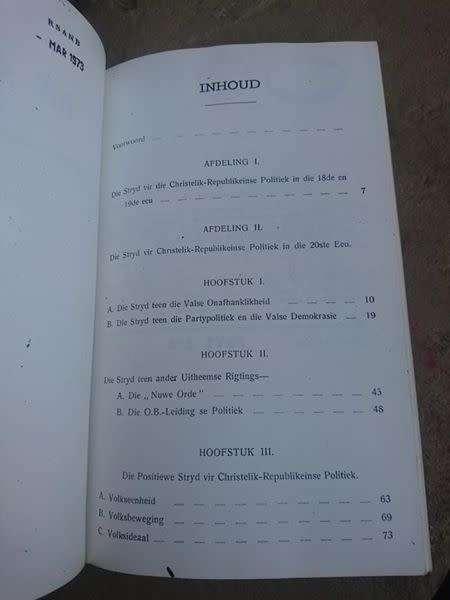 RSAND
- MAR 1973
INHOUD
Voorwoord — — — — — — — — — —
AFDELING I.
Die Stryd vir die Christelik-Republikeinse Politiek in die 18de en
19de eeu — — — — — — — — — — 7
AFDELING II.
Die Stryd vir Christelik-Republikeinse Politiek in die 20ste Eeu.
HOOFSTUK I.
A. Die Stryd teen die Valse Onafhanklikheid — — — — 10
B. Die Stryd teen die Partypolitiek en die Valse Demokrasie — 19
HOOFSTUK II.
Die Stryd teen ander Uitheemse Rigtings—
A. Die „Nuwe Orde" — — — — — — — 45
B. Die O.B.-Leiding se Politiek — — — — — 48
HOOFSTUK III.
Die Positiewe Stryd vir Christelik-Republikeinse Politiek.
A. Volkseenheid — — — — — — — — — 63
B. Volksbeweging — — — — — — — — — 69
C. Volksideaal — — — — — — — — — 73